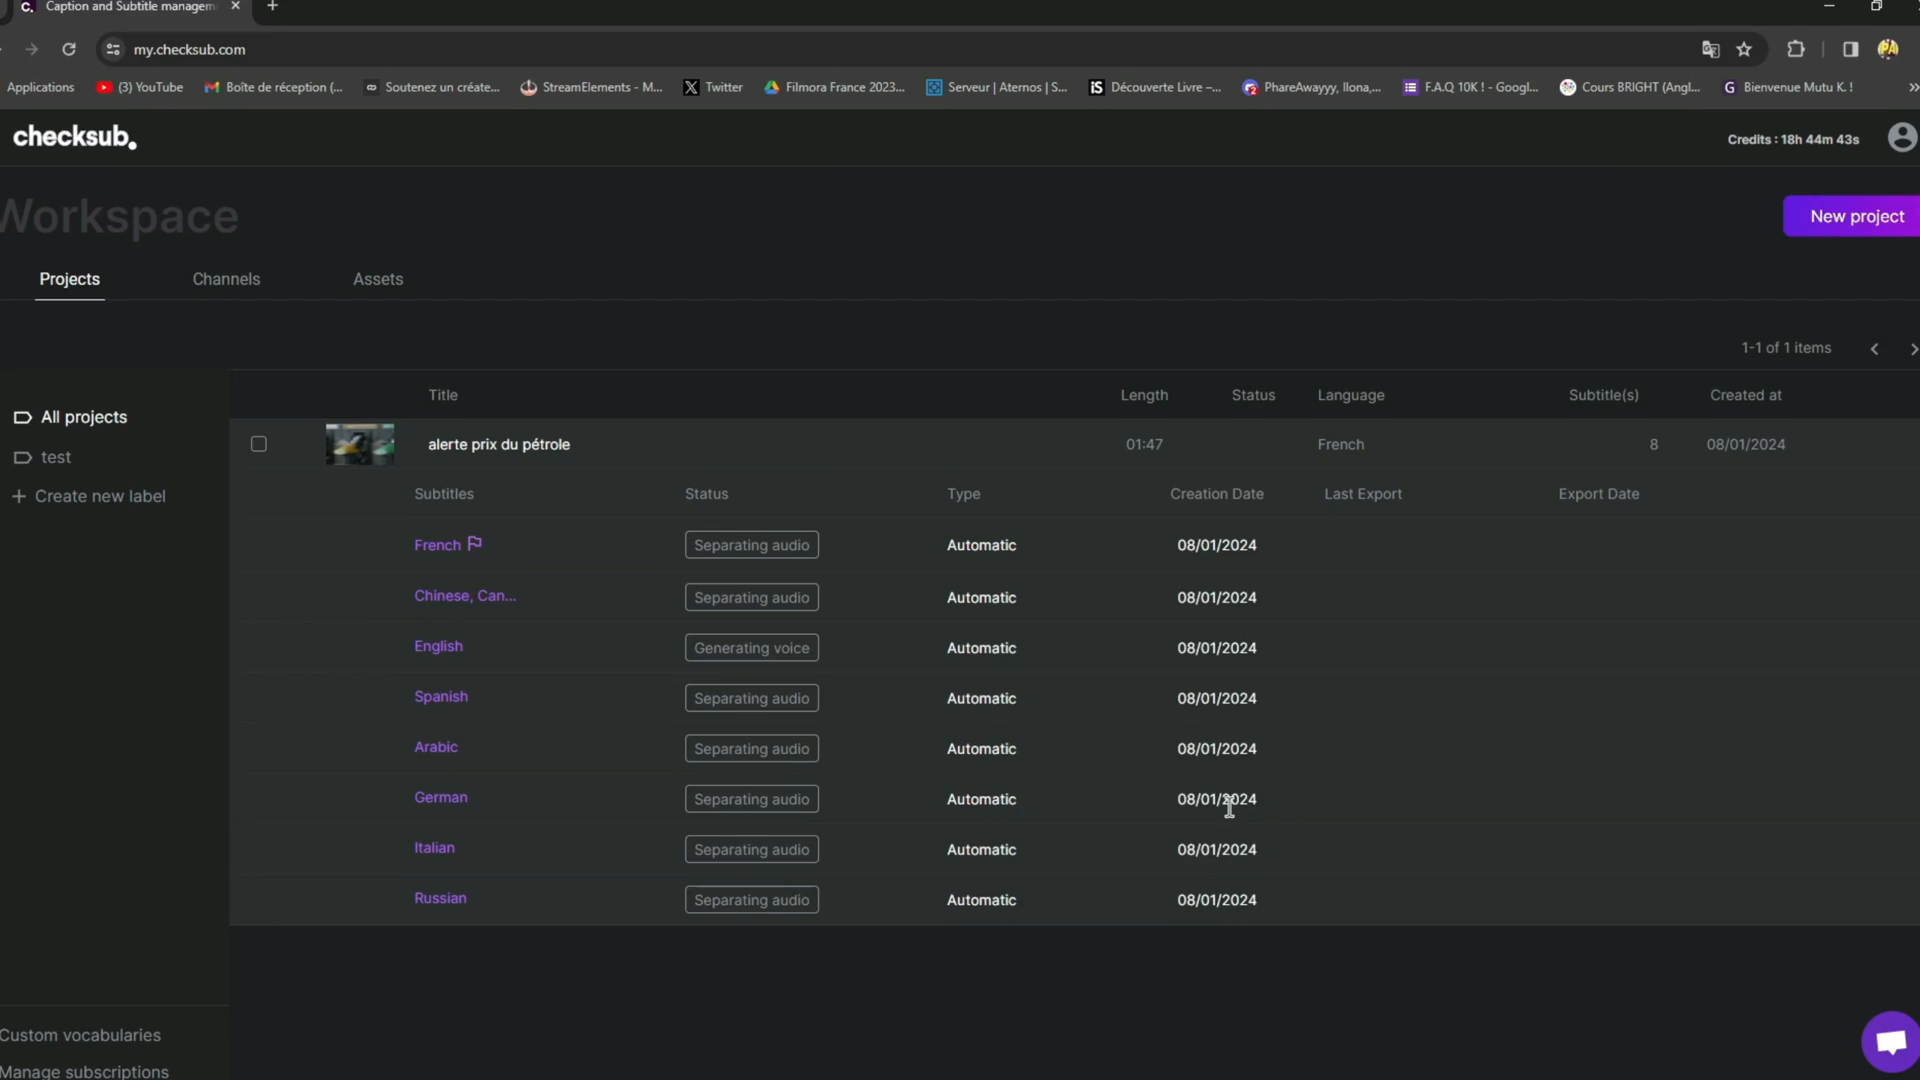 Caption and Subtitle managem
my.checksub.com
Applications (3) YouTube Boîte de réception (... Soutenez un créate... StreamElements - M... Twitter Filmora France 2023... Serveur | Aternos | S... Découverte Livre –... PhareAwayyy, Ilona,... F.A.Q 10K ! - Googl... Cours BRIGHT (Angl... Bienvenue Mutu K. !
checksub.
Credits : 18h 44m 43s
Workspace
New project
Projects Channels Assets
1-1 of 1 items
Title Length Status Language Subtitle(s) Created at
All projects
test
Create new label
alerte prix du pétrole 01:47 French 8 08/01/2024
Subtitles Status Type Creation Date Last Export Export Date
French Separating audio Automatic 08/01/2024
Chinese, Can... Separating audio Automatic 08/01/2024
English Generating voice Automatic 08/01/2024
Spanish Separating audio Automatic 08/01/2024
Arabic Separating audio Automatic 08/01/2024
German Separating audio Automatic 08/01/2024
Italian Separating audio Automatic 08/01/2024
Russian Separating audio Automatic 08/01/2024
Custom vocabularies
Manage subscriptions